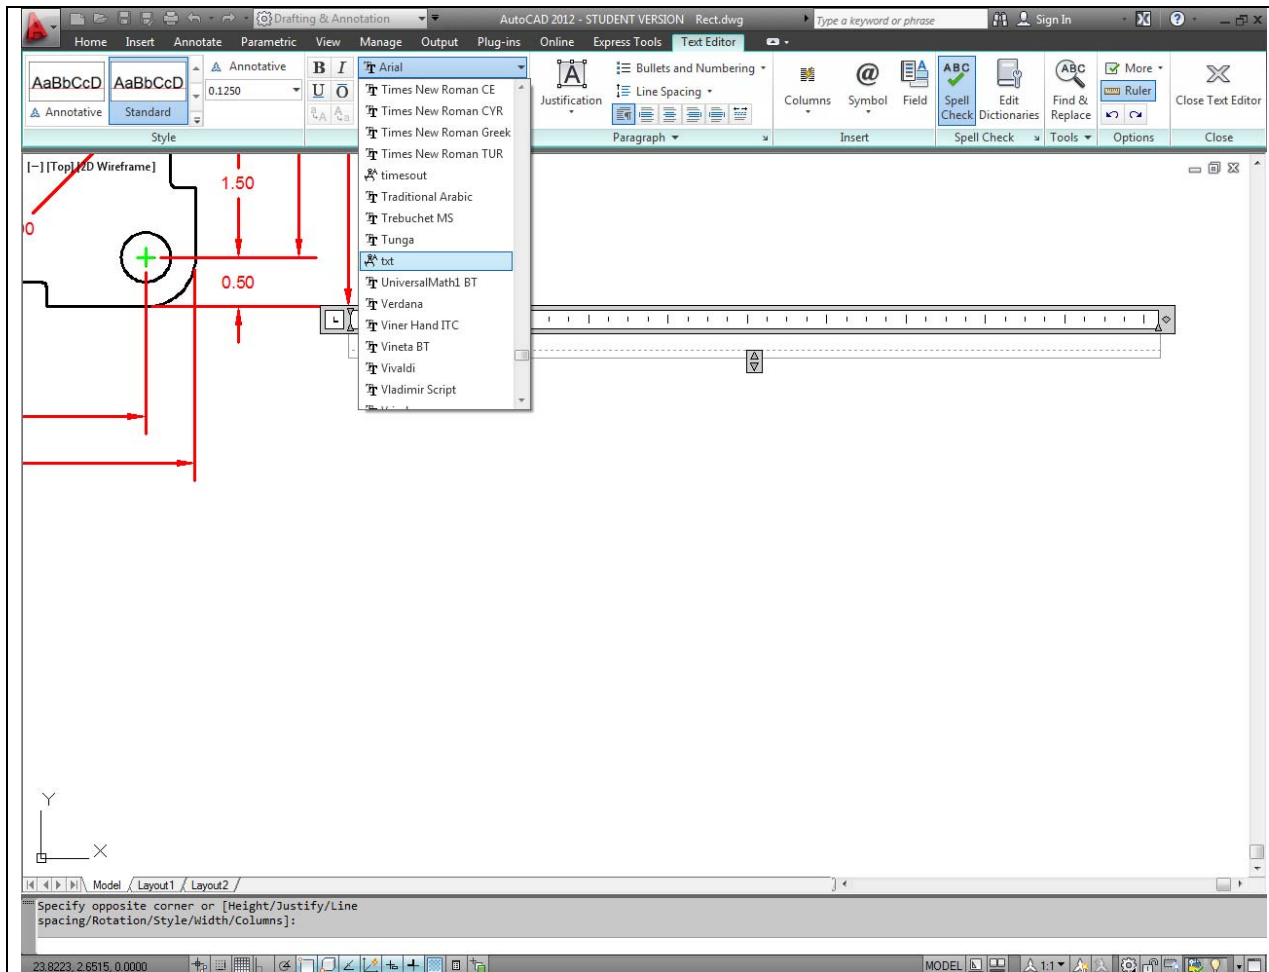 Drafting & Annotation
AutoCAD 2012 - STUDENT VERSION Rect.dwg
Type a keyword or phrase
Sign In
Home Insert Annotate Parametric View Manage Output Plug-ins Online Express Tools Text Editor
AaBbCcD AaBbCcD
Annotative
Standard
Annotative
0.1250
B I
U O
Arial
Justification
Bullets and Numbering
Line Spacing
Columns
Symbol
Field
ABC
Spell Check
Edit Dictionaries
ABC
Find & Replace
More
Ruler
Close Text Editor
Style
Paragraph
Insert
Spell Check
Tools
Options
Close
Times New Roman CE
Times New Roman CYR
Times New Roman Greek
Times New Roman TUR
timesout
Traditional Arabic
Trebuchet MS
Tunga
txt
UniversalMath1 BT
Verdana
Viner Hand ITC
Vineta BT
Vivaldi
Vladimir Script
[–] [Top] [2D Wireframe]
1.50
0.50
Y
X
Model Layout1 Layout2
Specify opposite corner or [Height/Justify/Line
spacing/Rotation/Style/Width/Columns]:
23.8223, 2.6515, 0.0000
MODEL
1:1